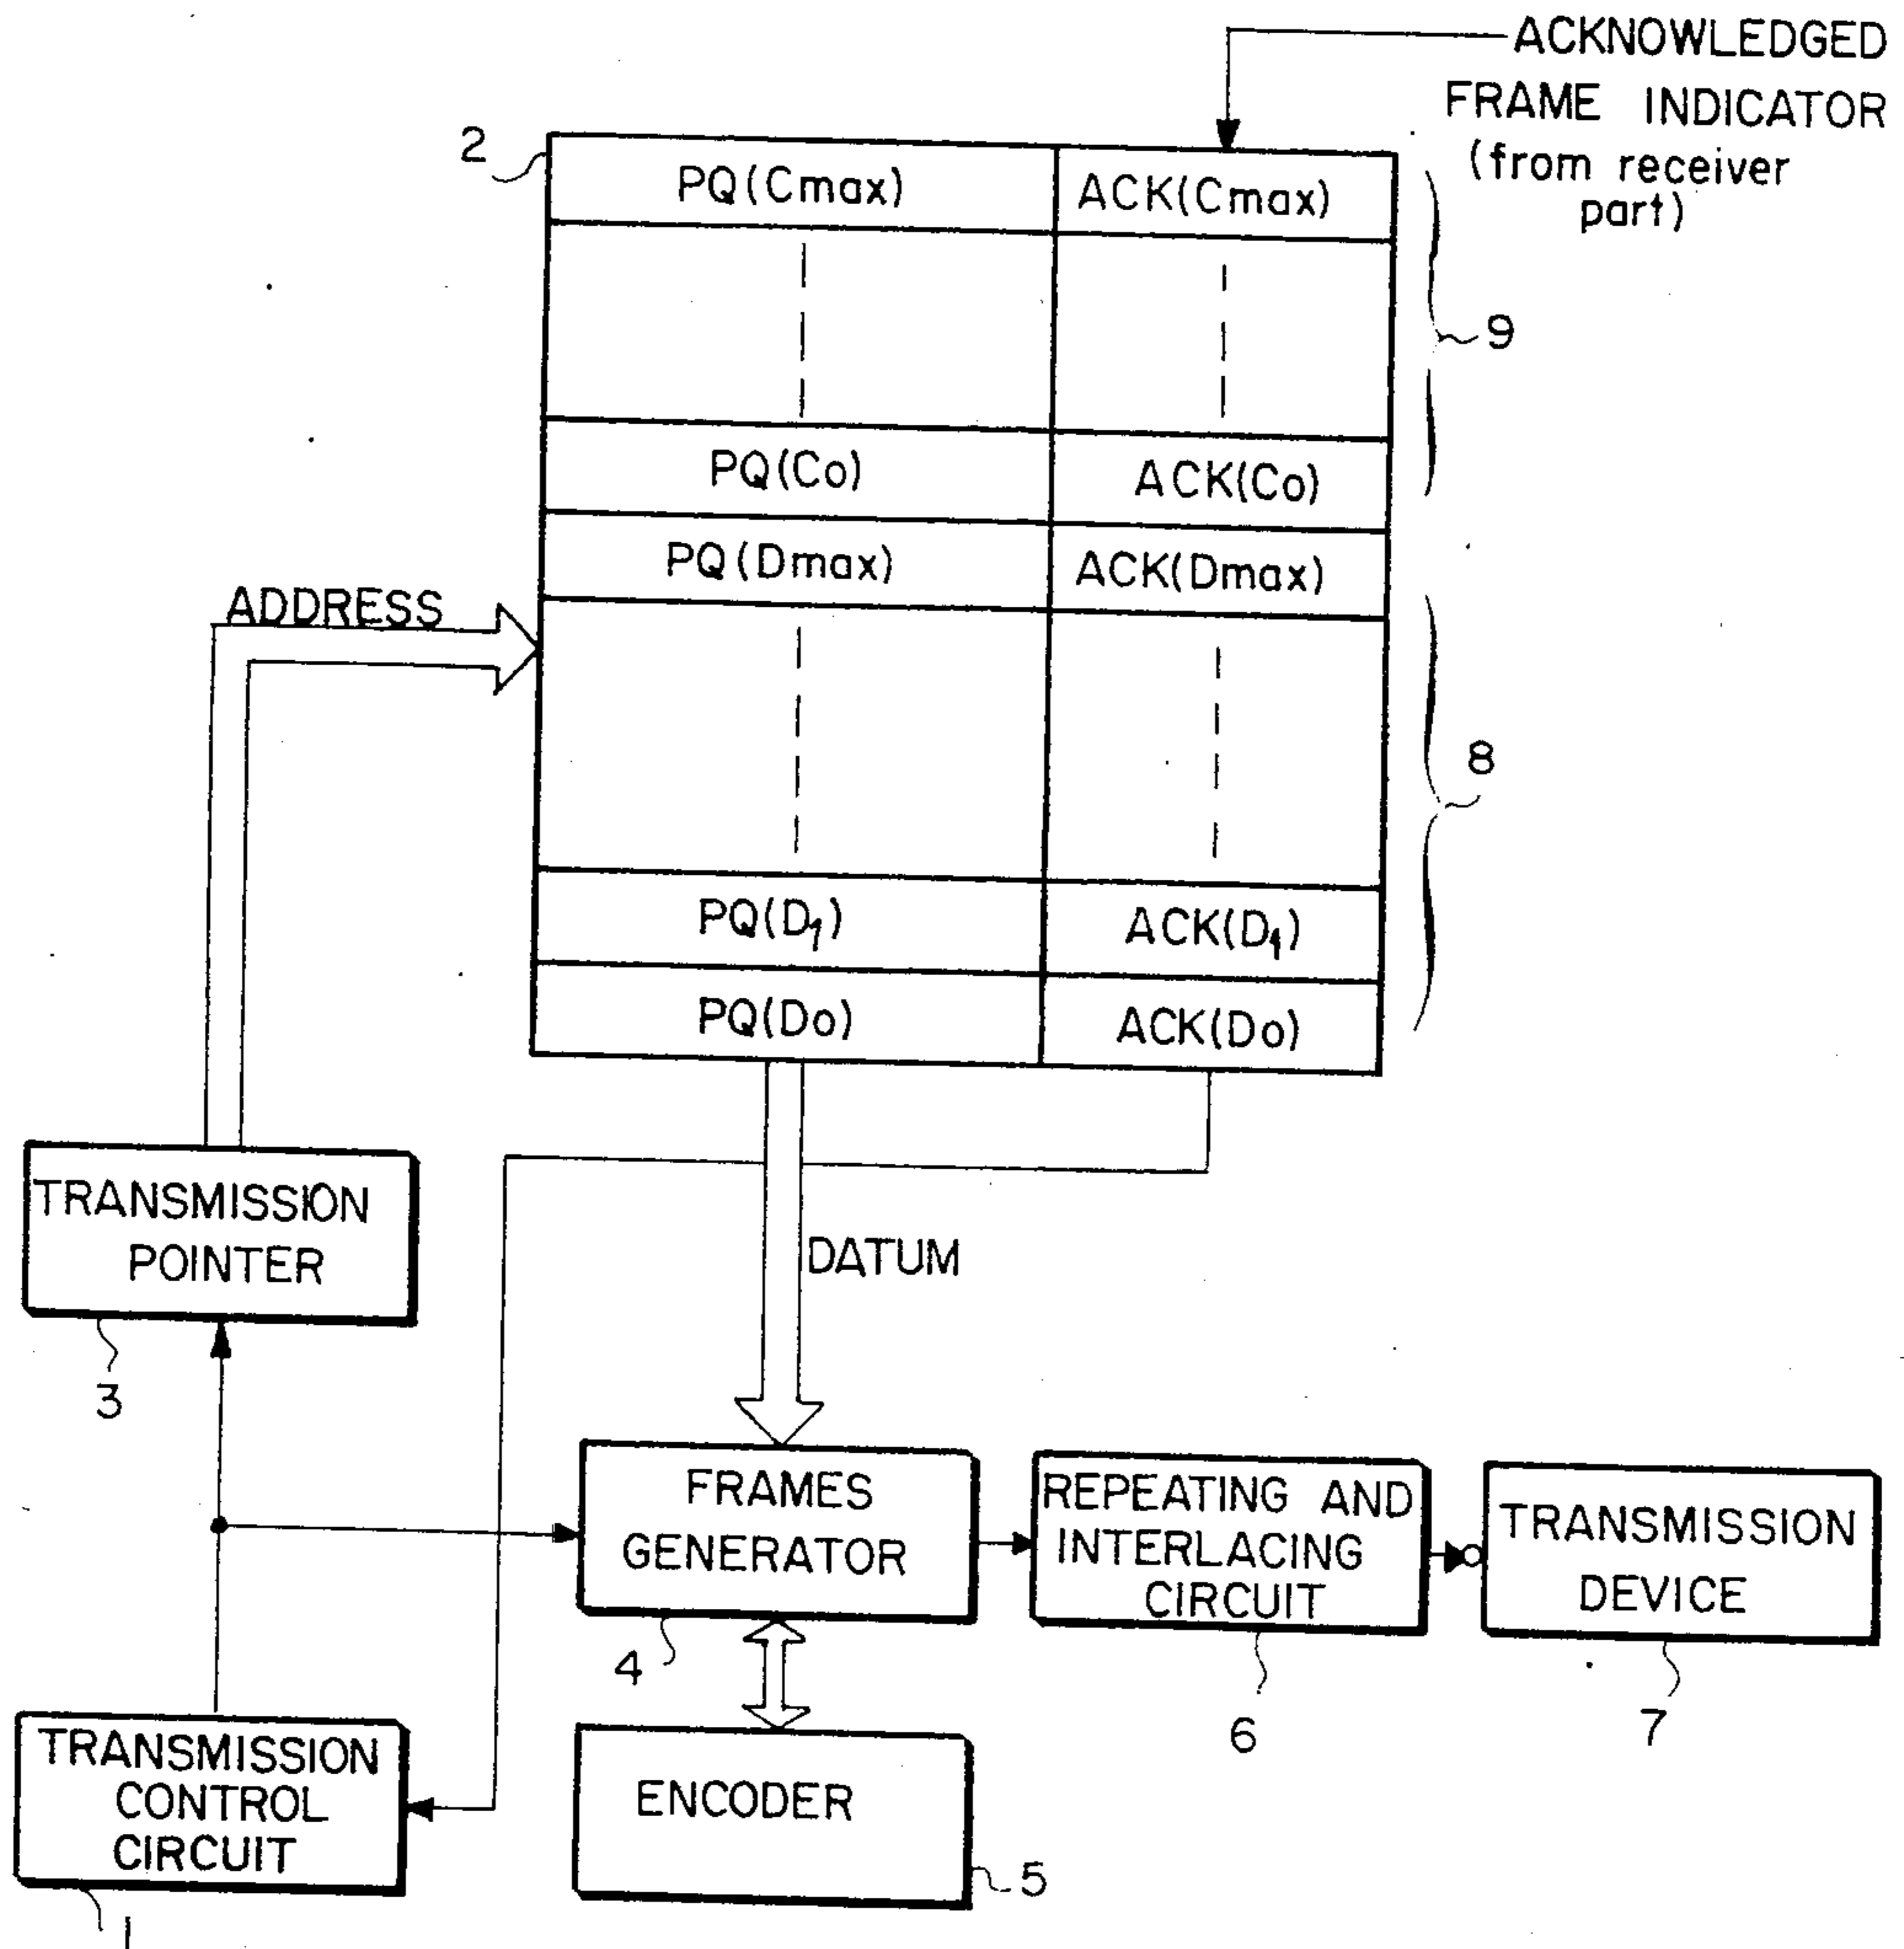 ACKNOWLEDGED
FRAME INDICATOR
(from receiver
part)
2
PQ(Cmax)
ACK(Cmax)
9
PQ(Co)
ACK(Co)
PQ(Dmax)
ACK(Dmax)
ADDRESS
8
PQ(D1)
ACK(D1)
PQ(Do)
ACK(Do)
TRANSMISSION
POINTER
DATUM
3
FRAMES
GENERATOR
REPEATING AND
INTERLACING
CIRCUIT
TRANSMISSION
DEVICE
4
6
7
TRANSMISSION
CONTROL
CIRCUIT
ENCODER
5
1